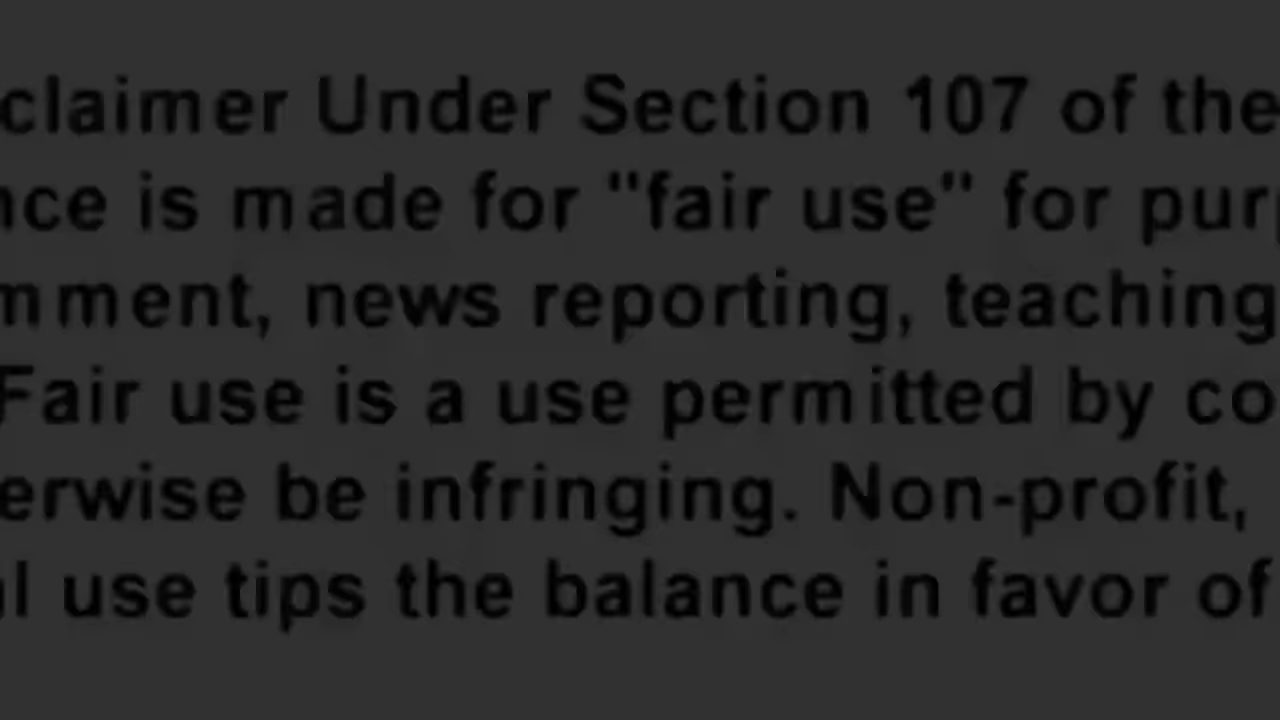 claimer Under Section 107 of the
nce is made for "fair use" for pur
mment, news reporting, teaching
Fair use is a use permitted by co
erwise be infringing. Non-profit,
al use tips the balance in favor of